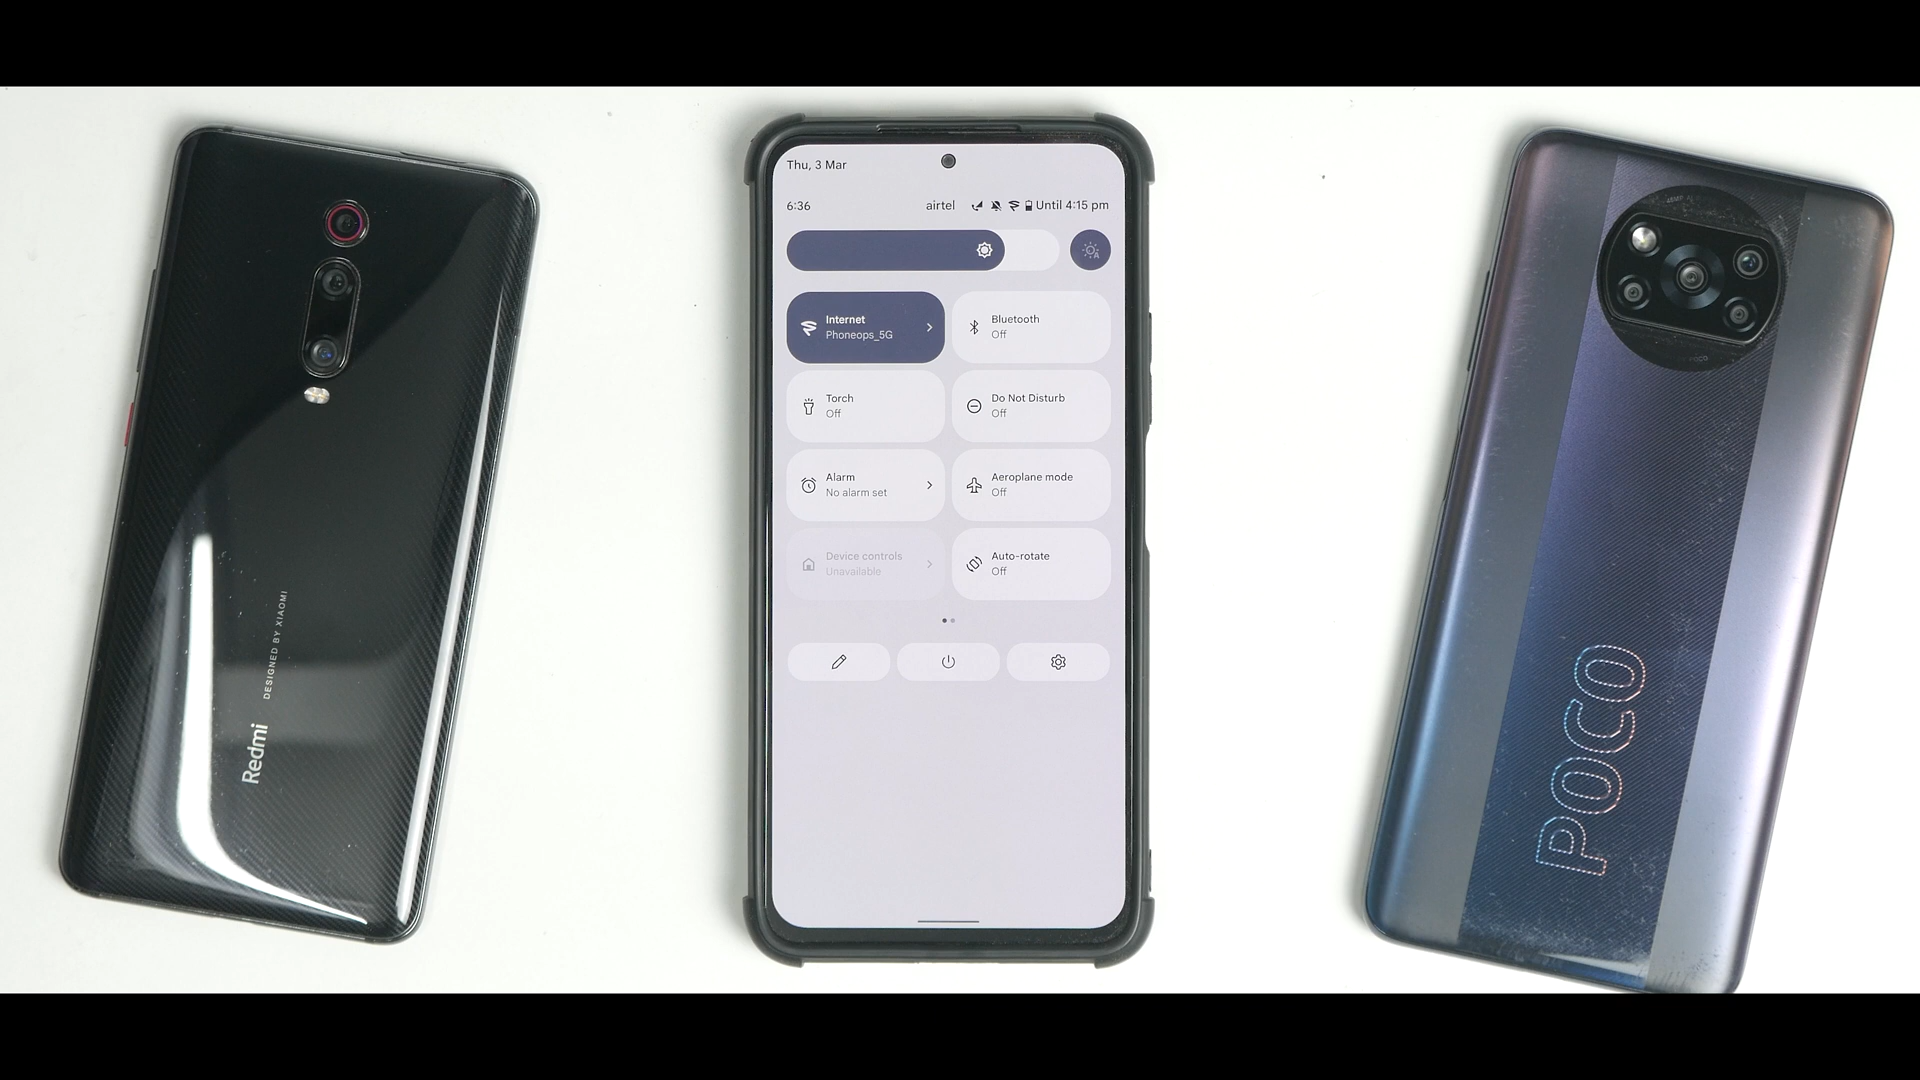 Thu, 3 Mar
6:36
airtel
Until 4:15 pm
Internet
Phoneops_5G
Bluetooth
Off
Torch
Off
Do Not Disturb
Off
Alarm
No alarm set
Aeroplane mode
Off
Device controls
Unavailable
Auto-rotate
Off
Redmi
DESIGNED BY XIAOMI
POCO